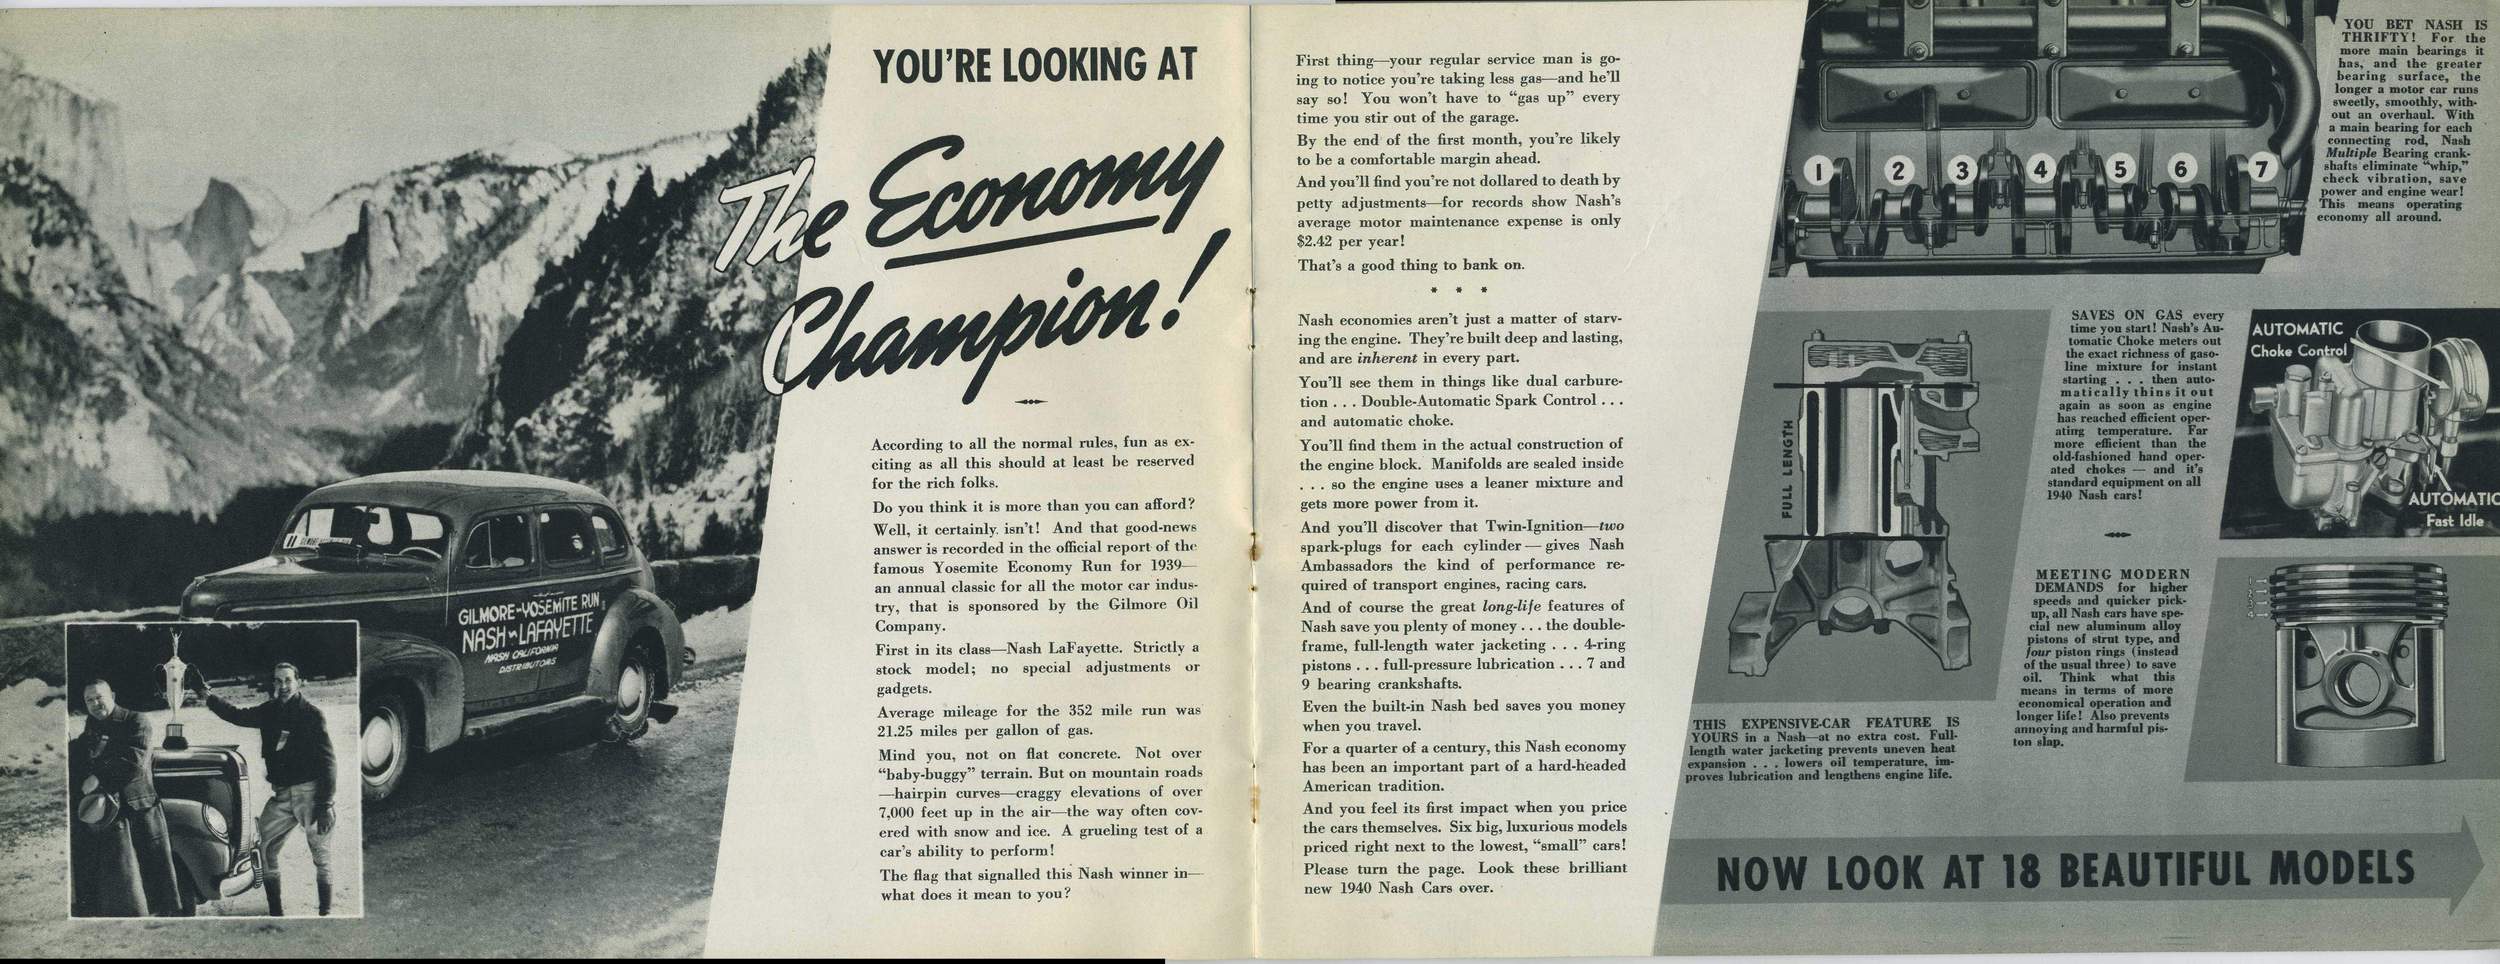 YOU'RE LOOKING AT
The Economy
Champion!
According to all the normal rules, fun as ex-
citing as all this should at least be reserved
for the rich folks.
Do you think it is more than you can afford?
Well, it certainly isn't! And that good-news
answer is recorded in the official report of the
famous Yosemite Economy Run for 1939—
an annual classic for all the motor car indus-
try, that is sponsored by the Gilmore Oil
Company.
First in its class—Nash LaFayette. Strictly a
stock model; no special adjustments or
gadgets.
Average mileage for the 352 mile run was
21.25 miles per gallon of gas.
Mind you, not on flat concrete. Not over
"baby-buggy" terrain. But on mountain roads
—hairpin curves—craggy elevations of over
7,000 feet up in the air—the way often cov-
ered with snow and ice. A grueling test of a
car's ability to perform!
The flag that signalled this Nash winner in—
what does it mean to you?
GILMORE-YOSEMITE RUN
NASH-LAFAYETTE
NASH CALIFORNIA
DISTRIBUTORS
First thing—your regular service man is go-
ing to notice you're taking less gas—and he'll
say so! You won't have to "gas up" every
time you stir out of the garage.
By the end of the first month, you're likely
to be a comfortable margin ahead.
And you'll find you're not dollared to death by
petty adjustments—for records show Nash's
average motor maintenance expense is only
$2.42 per year!
That's a good thing to bank on.
* * *
Nash economies aren't just a matter of starv-
ing the engine. They're built deep and lasting,
and are inherent in every part.
You'll see them in things like dual carbure-
tion . . . Double-Automatic Spark Control . . .
and automatic choke.
You'll find them in the actual construction of
the engine block. Manifolds are sealed inside
. . . so the engine uses a leaner mixture and
gets more power from it.
And you'll discover that Twin-Ignition—two
spark-plugs for each cylinder—gives Nash
Ambassadors the kind of performance re-
quired of transport engines, racing cars.
And of course the great long-life features of
Nash save you plenty of money . . . the double-
frame, full-length water jacketing . . . 4-ring
pistons . . . full-pressure lubrication . . . 7 and
9 bearing crankshafts.
Even the built-in Nash bed saves you money
when you travel.
For a quarter of a century, this Nash economy
has been an important part of a hard-headed
American tradition.
And you feel its first impact when you price
the cars themselves. Six big, luxurious models
priced right next to the lowest, "small" cars!
Please turn the page. Look these brilliant
new 1940 Nash Cars over.
1 2 3 4 5 6 7
YOU BET NASH IS
THRIFTY! For the
more main bearings it
has, and the greater
bearing surface, the
longer a motor car runs
sweetly, smoothly, with-
out an overhaul. With
a main bearing for each
connecting rod, Nash
Multiple Bearing crank-
shafts eliminate "whip,"
check vibration, save
power and engine wear!
This means operating
economy all around.
FULL LENGTH
THIS EXPENSIVE-CAR FEATURE IS
YOURS in a Nash—at no extra cost. Full-
length water jacketing prevents uneven heat
expansion . . . lowers oil temperature, im-
proves lubrication and lengthens engine life.
SAVES ON GAS every
time you start! Nash's Au-
tomatic Choke meters out
the exact richness of gaso-
line mixture for instant
starting . . . then auto-
matically thins it out
again as soon as engine
has reached efficient oper-
ating temperature. Far
more efficient than the
old-fashioned hand oper-
ated chokes — and it's
standard equipment on all
1940 Nash cars!
AUTOMATIC
Choke Control
AUTOMATIC
Fast Idle
MEETING MODERN
DEMANDS for higher
speeds and quicker pick-
up, all Nash cars have spe-
cial new aluminum alloy
pistons of strut type, and
four piston rings (instead
of the usual three) to save
oil. Think what this
means in terms of more
economical operation and
longer life! Also prevents
annoying and harmful pis-
ton slap.
1
2
3
4
NOW LOOK AT 18 BEAUTIFUL MODELS